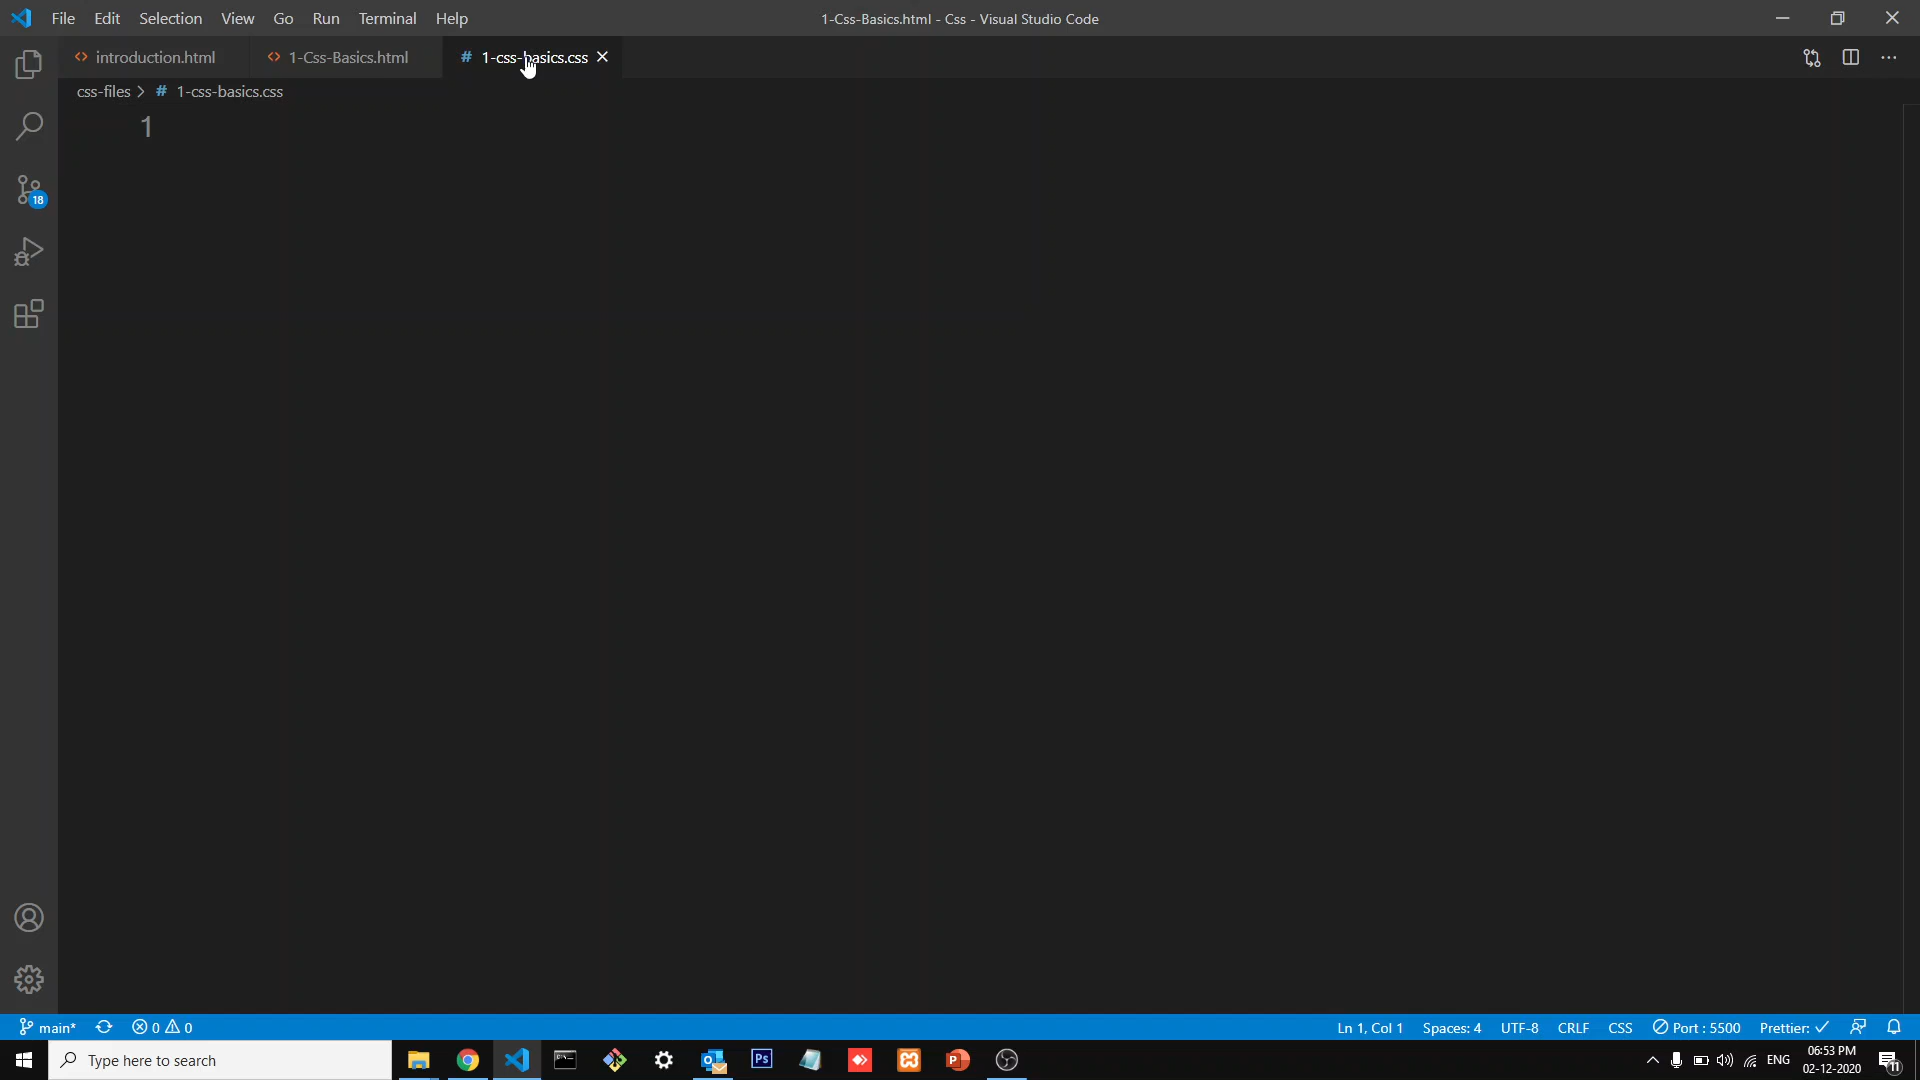 File Edit Selection View Go Run Terminal Help
1-Css-Basics.html - Css - Visual Studio Code
introduction.html
1-Css-Basics.html
# 1-css-basics.css
css-files > # 1-css-basics.css
1
18
main* 0 0
Ln 1, Col 1 Spaces: 4 UTF-8 CRLF CSS Port : 5500 Prettier: ✓
Type here to search
Ps
ENG
06:53 PM
02-12-2020
11